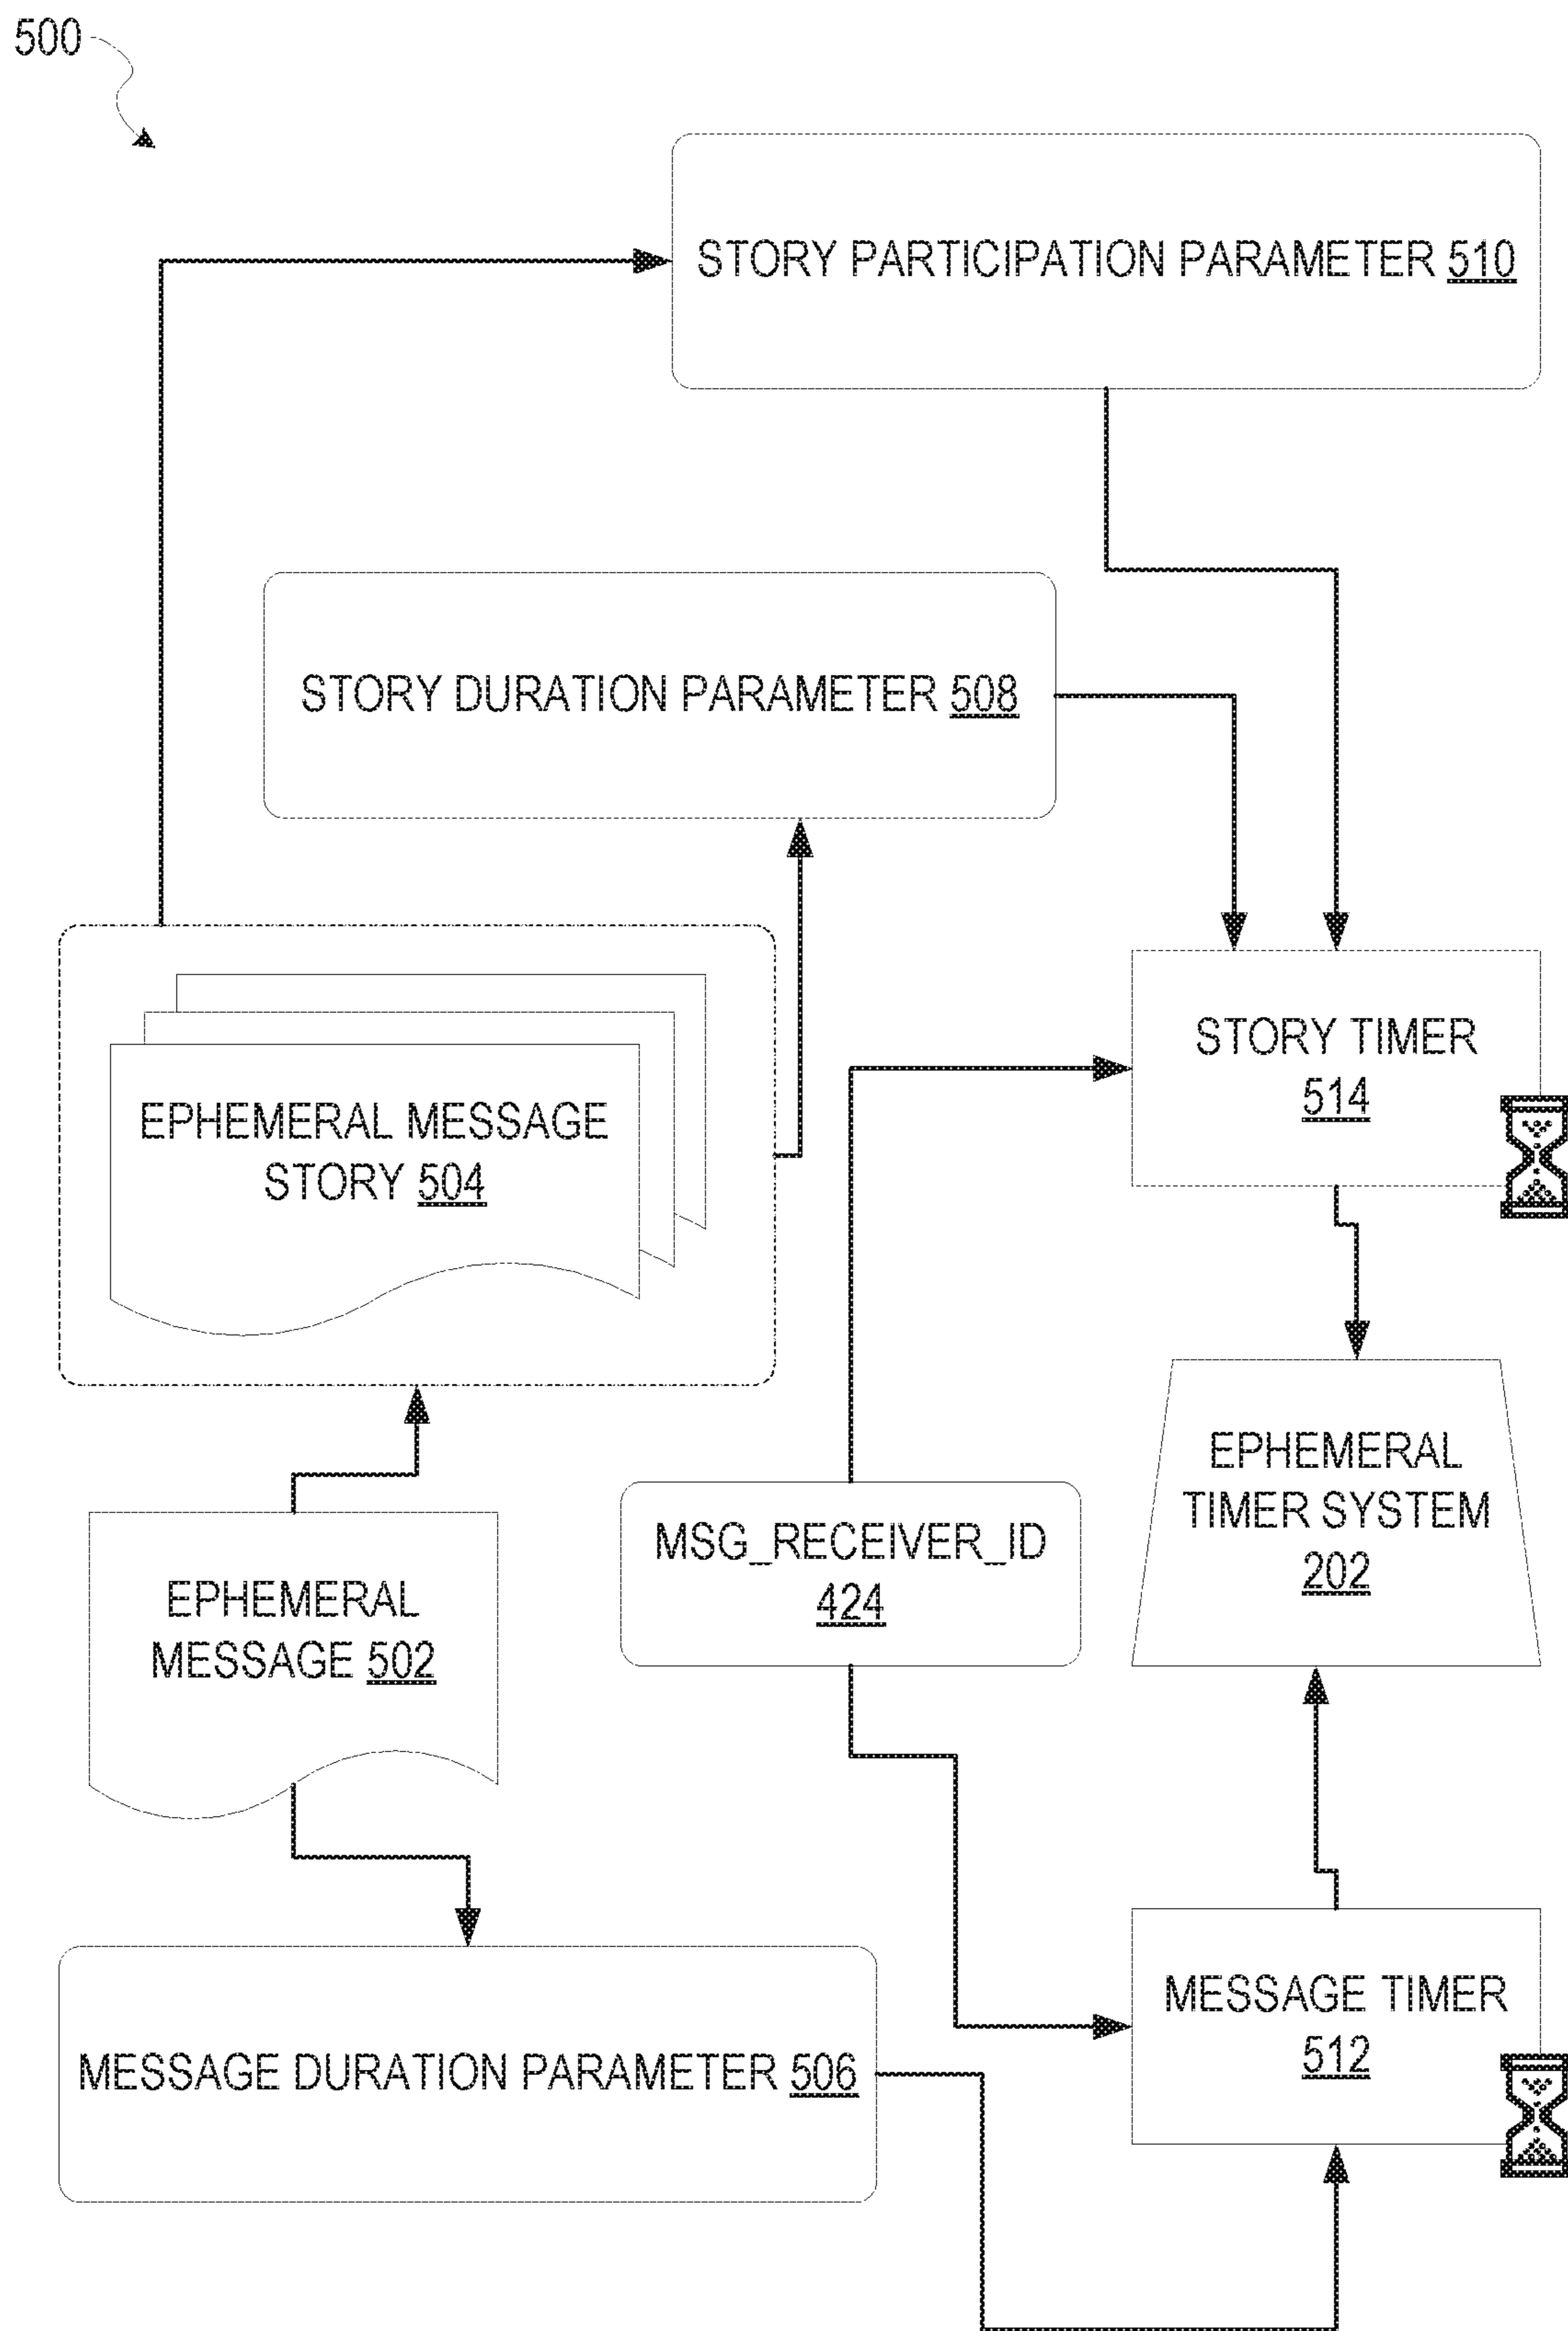 500
STORY PARTICIPATION PARAMETER 510
STORY DURATION PARAMETER 508
EPHEMERAL MESSAGE
STORY 504
STORY TIMER
514
EPHEMERAL
TIMER SYSTEM
202
MSG_RECEIVER_ID
424
EPHEMERAL
MESSAGE 502
MESSAGE TIMER
512
MESSAGE DURATION PARAMETER 506